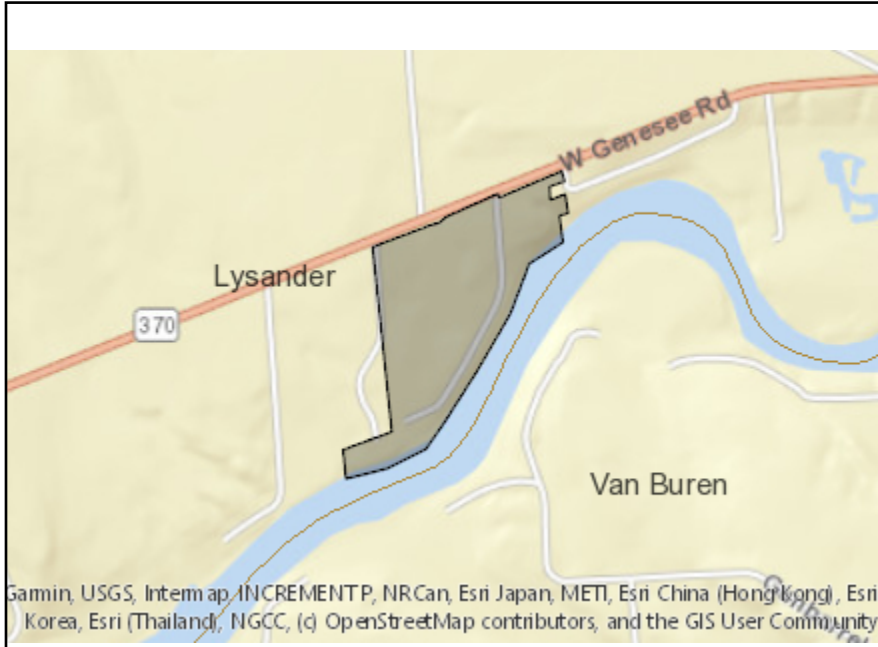 W Genesee Rd
Lysander
370
Van Buren
Garmin, USGS, Intermap, INCREMENT P, NRCan, Esri Japan, METI, Esri China (Hong Kong), Esri
Korea, Esri (Thailand), NGCC, (c) OpenStreetMap contributors, and the GIS User Community